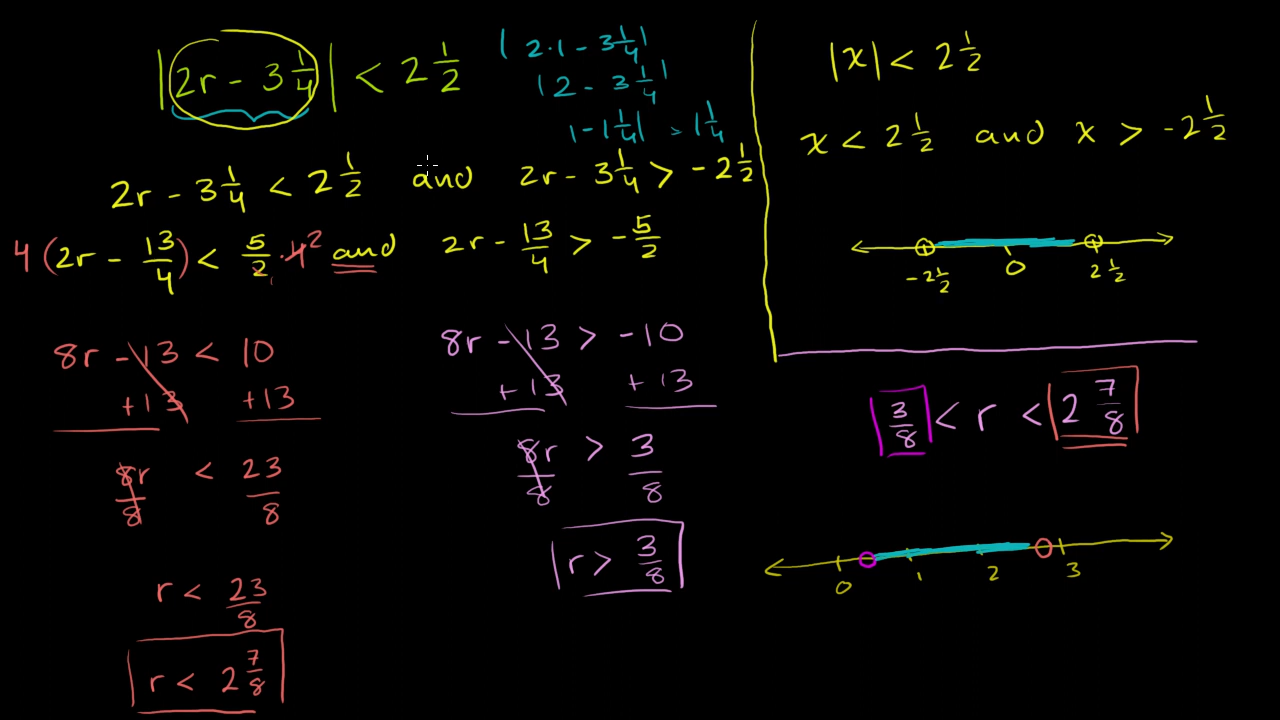 |2r - 3 1/4| < 2 1/2
|2·1 - 3 1/4|
|2 - 3 1/4|
|-1 1/4| = 1 1/4
2r - 3 1/4 < 2 1/2 and 2r - 3 1/4 > -2 1/2
4(2r - 13/4) < 5/2 · 4 2 and 2r - 13/4 > -5/2
1
8r - 13 < 10
+13 +13
8r < 23
8 8
r < 23/8
r < 2 7/8
8r - 13 > -10
+13 +13
8r > 3
8 8
r > 3/8
|x| < 2 1/2
x < 2 1/2 and x > -2 1/2
-2 1/2 0 2 1/2
3/8 < r < 2 7/8
0 1 2 3